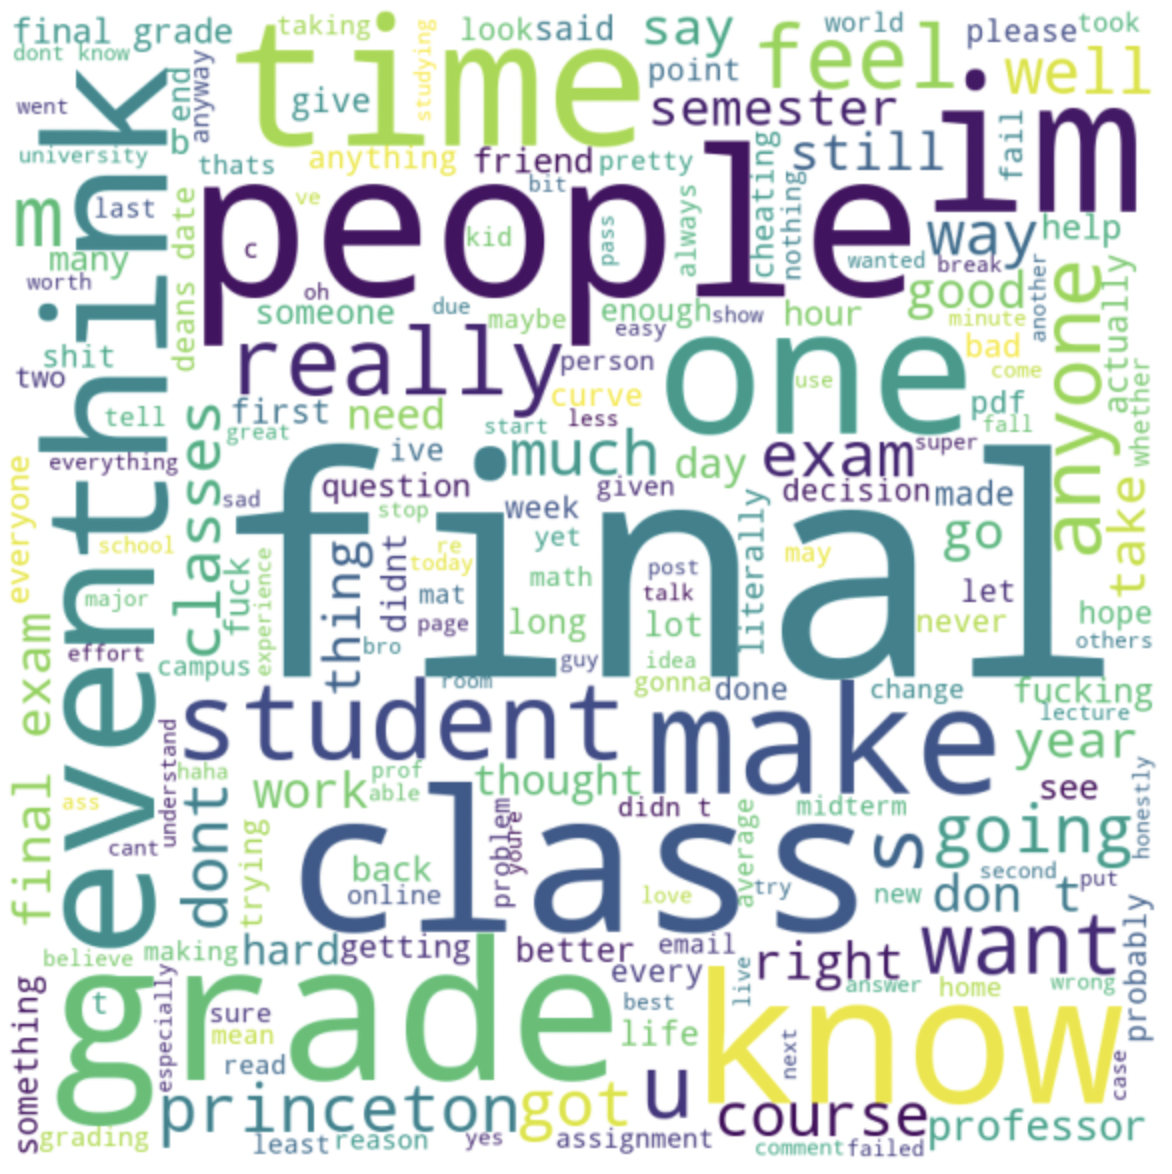 final grade
time
taking
look
said
say
feel
world
please
took
dont know
think
end
anyway
give
studying
point
semester
well
im
went
b
university
thats
anything
friend
pretty
cheating
still
fail
m
last
deans date
people
ve
bit
kid
c
pass
always
nothing
way
help
wanted
break
many
worth
oh
someone
due
maybe
enough
show
easy
hour
good
minute
another
anyone
actually
shit
two
really
person
one
use
bad
come
curve
pdf
fall
whether
tell
classes
first
need
great
start
less
much
day
exam
super
everything
everyone
ive
question
given
decision
made
take
sad
final
stop
week
literally
go
school
even
fuck
experience
thing
didnt
re
today
yet
math
may
post
talk
let
major
mat
page
long
lot
never
hope
others
effort
campus
bro
guy
idea
gonna
done
room
change
fucking
lecture
final exam
student
make
year
understand
haha
work
prof
able
thought
didn t
midterm
see
honestly
ass
dont
class
problem
youre
average
s
going
cant
trying
back
online
love
try
new
second
don t
put
believe
making
hard
getting
better
email
right
want
probably
something
grade
t
especially
sure
mean
read
every
best
life
live
answer
home
wrong
know
next
case
princeton
got
u
course
professor
grading
least
reason
yes
assignment
comment
failed